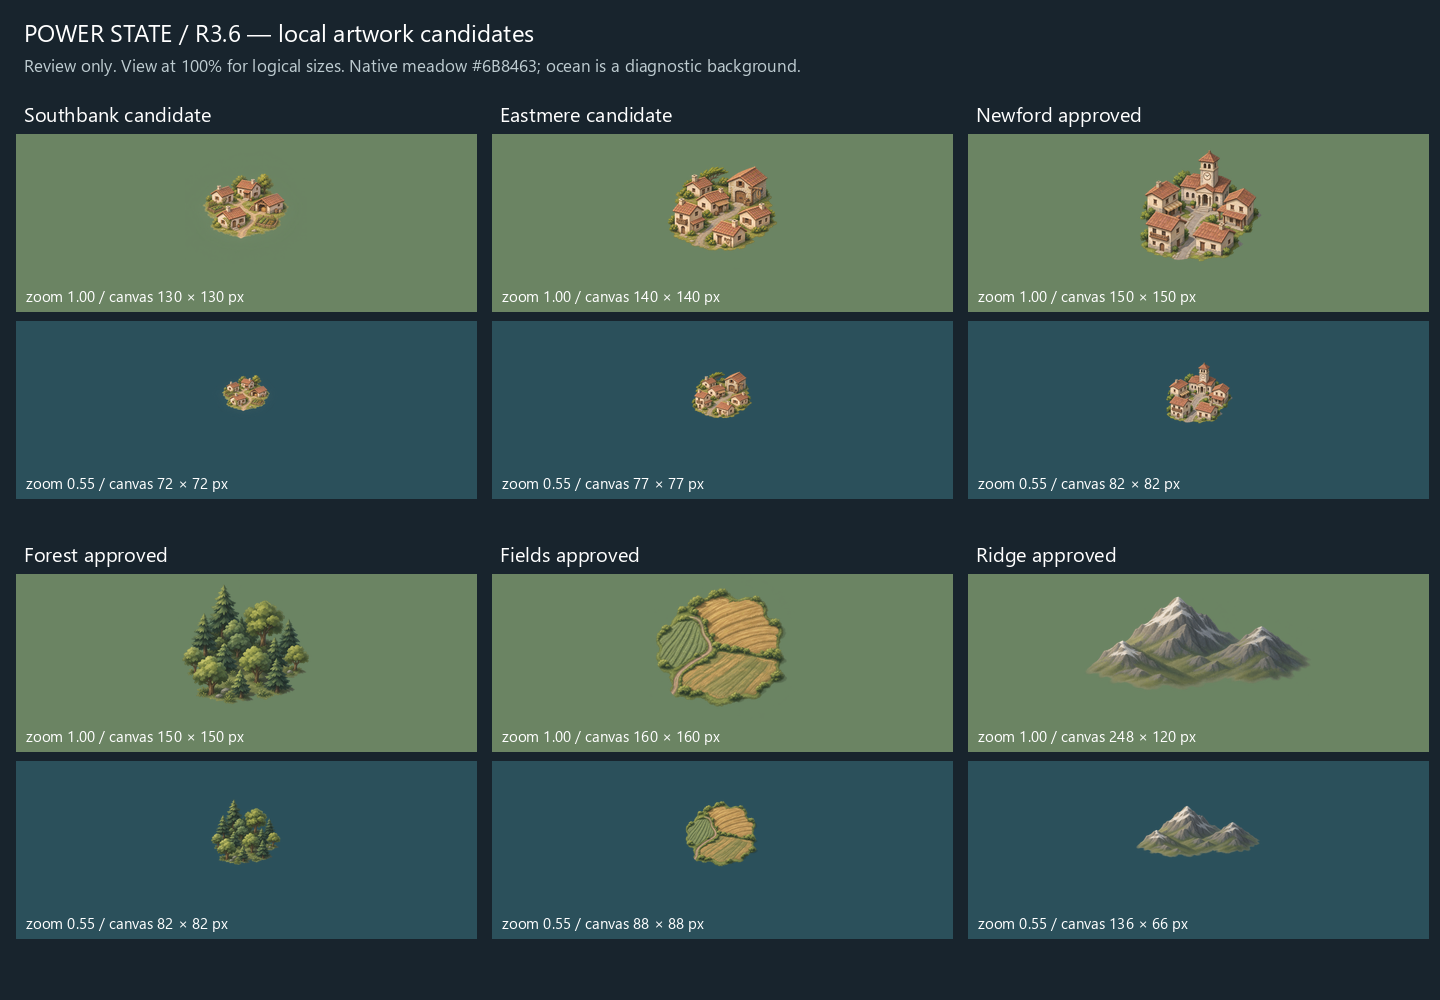 POWER STATE / R3.6 — local artwork candidates
Review only. View at 100% for logical sizes. Native meadow #6B8463; ocean is a diagnostic background.
Southbank candidate
Eastmere candidate
Newford approved
zoom 1.00 / canvas 130 × 130 px
zoom 1.00 / canvas 140 × 140 px
zoom 1.00 / canvas 150 × 150 px
zoom 0.55 / canvas 72 × 72 px
zoom 0.55 / canvas 77 × 77 px
zoom 0.55 / canvas 82 × 82 px
Forest approved
Fields approved
Ridge approved
zoom 1.00 / canvas 150 × 150 px
zoom 1.00 / canvas 160 × 160 px
zoom 1.00 / canvas 248 × 120 px
zoom 0.55 / canvas 82 × 82 px
zoom 0.55 / canvas 88 × 88 px
zoom 0.55 / canvas 136 × 66 px